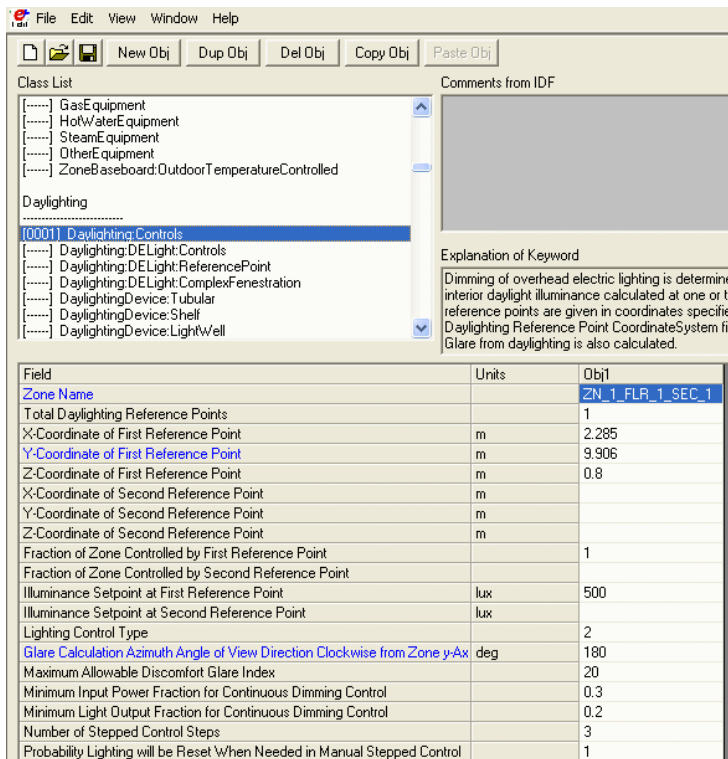 File Edit View Window Help
New Obj Dup Obj Del Obj Copy Obj Paste Obj
Class List
Comments from IDF
[------] GasEquipment
[------] HotWaterEquipment
[------] SteamEquipment
[------] OtherEquipment
[------] ZoneBaseboard:OutdoorTemperatureControlled
Daylighting
---------------------------
[0001] Daylighting:Controls
[------] Daylighting:DELight:Controls
[------] Daylighting:DELight:ReferencePoint
[------] Daylighting:DELight:ComplexFenestration
[------] DaylightingDevice:Tubular
[------] DaylightingDevice:Shelf
[------] DaylightingDevice:LightWell
Explanation of Keyword
Dimming of overhead electric lighting is determine
interior daylight illuminance calculated at one or t
reference points are given in coordinates specifie
Daylighting Reference Point CoordinateSystem fi
Glare from daylighting is also calculated.
Field Units Obj1
Zone Name ZN_1_FLR_1_SEC_1
Total Daylighting Reference Points 1
X-Coordinate of First Reference Point m 2.285
Y-Coordinate of First Reference Point m 9.906
Z-Coordinate of First Reference Point m 0.8
X-Coordinate of Second Reference Point m
Y-Coordinate of Second Reference Point m
Z-Coordinate of Second Reference Point m
Fraction of Zone Controlled by First Reference Point 1
Fraction of Zone Controlled by Second Reference Point
Illuminance Setpoint at First Reference Point lux 500
Illuminance Setpoint at Second Reference Point lux
Lighting Control Type 2
Glare Calculation Azimuth Angle of View Direction Clockwise from Zone y-Ax deg 180
Maximum Allowable Discomfort Glare Index 20
Minimum Input Power Fraction for Continuous Dimming Control 0.3
Minimum Light Output Fraction for Continuous Dimming Control 0.2
Number of Stepped Control Steps 3
Probability Lighting will be Reset When Needed in Manual Stepped Control 1